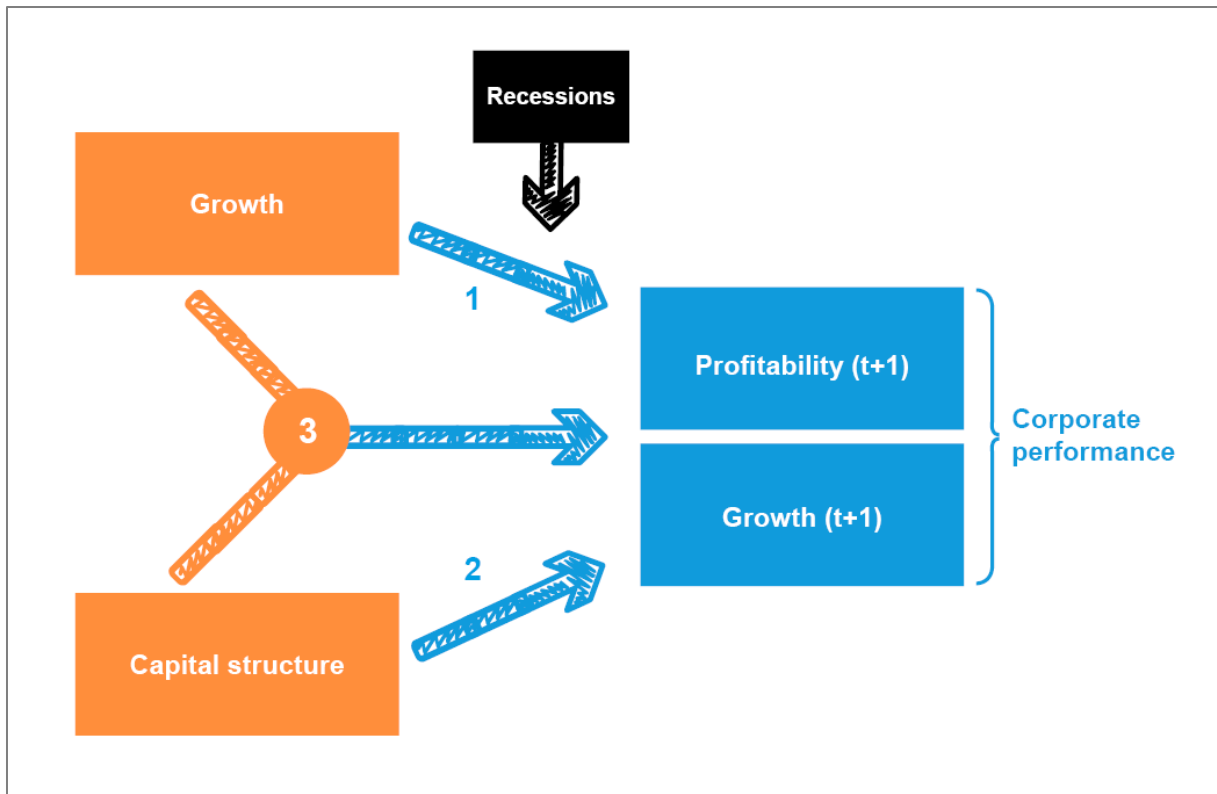 Recessions
Growth
1
Profitability (t+1)
3
Corporate
performance
Growth (t+1)
2
Capital structure